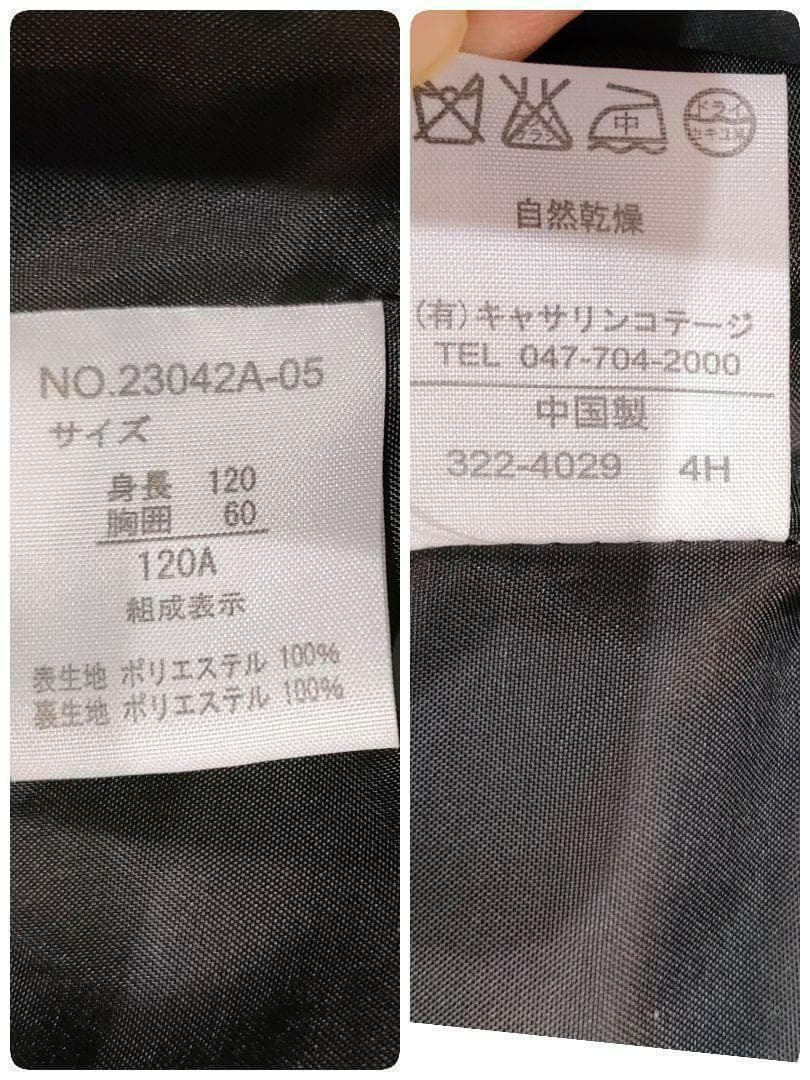 NO.23042A-05
サイズ
身長 120
胸囲 60
120A
組成表示
表生地 ポリエステル 100%
裏生地 ポリエステル 100%
中
ドライ
自然乾燥
(有)キャサリンコテージ
TEL 047-704-2000
中国製
322-4029 4H